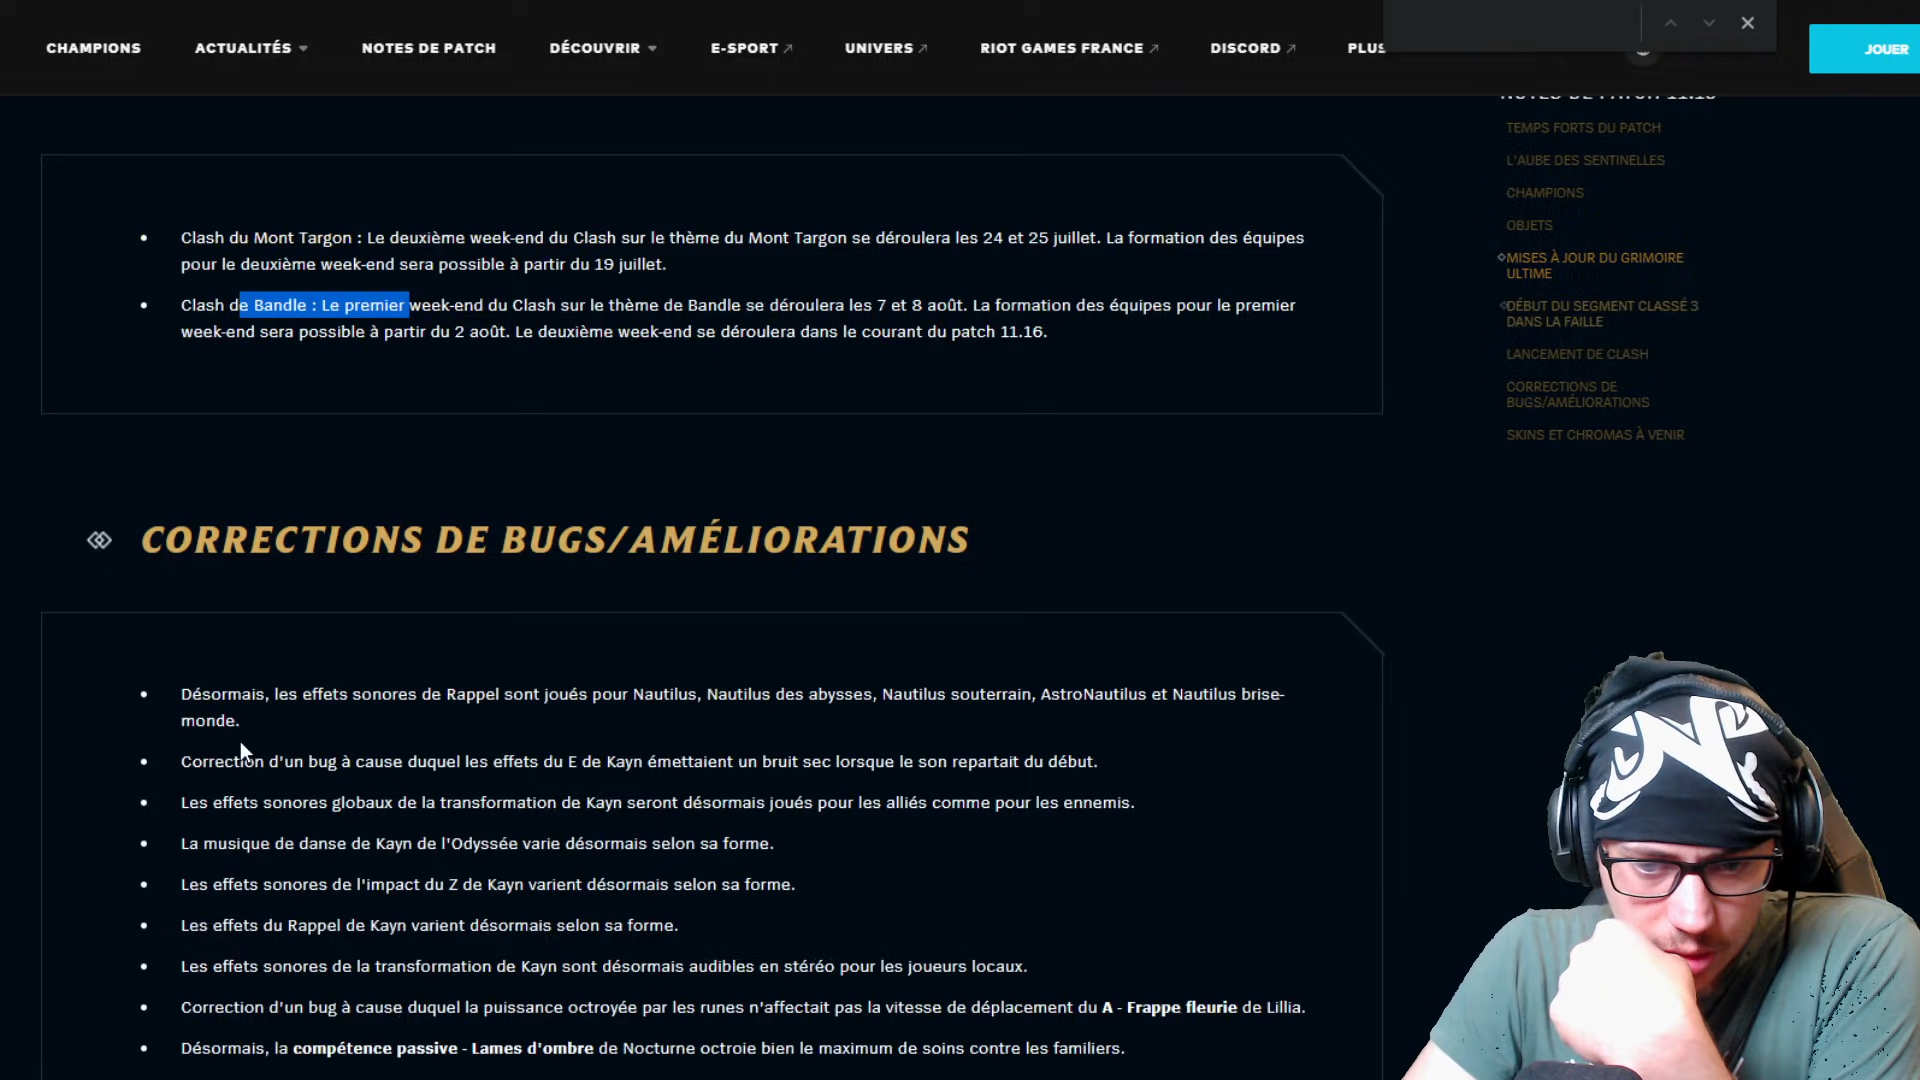 CHAMPIONS ACTUALITÉS NOTES DE PATCH DÉCOUVRIR E-SPORT UNIVERS RIOT GAMES FRANCE DISCORD PLUS JOUER
NOTES DE PATCH
TEMPS FORTS DU PATCH
L'AUBE DES SENTINELLES
CHAMPIONS
OBJETS
MISES À JOUR DU GRIMOIRE
ULTIME
DÉBUT DU SEGMENT CLASSÉ 3
DANS LA FAILLE
LANCEMENT DE CLASH
CORRECTIONS DE
BUGS/AMÉLIORATIONS
SKINS ET CHROMAS À VENIR
Clash du Mont Targon : Le deuxième week-end du Clash sur le thème du Mont Targon se déroulera les 24 et 25 juillet. La formation des équipes
pour le deuxième week-end sera possible à partir du 19 juillet.
Clash de Bandle : Le premier week-end du Clash sur le thème de Bandle se déroulera les 7 et 8 août. La formation des équipes pour le premier
week-end sera possible à partir du 2 août. Le deuxième week-end se déroulera dans le courant du patch 11.16.
CORRECTIONS DE BUGS/AMÉLIORATIONS
Désormais, les effets sonores de Rappel sont joués pour Nautilus, Nautilus des abysses, Nautilus souterrain, AstroNautilus et Nautilus brise-
monde.
Correction d'un bug à cause duquel les effets du E de Kayn émettaient un bruit sec lorsque le son repartait du début.
Les effets sonores globaux de la transformation de Kayn seront désormais joués pour les alliés comme pour les ennemis.
La musique de danse de Kayn de l'Odyssée varie désormais selon sa forme.
Les effets sonores de l'impact du Z de Kayn varient désormais selon sa forme.
Les effets du Rappel de Kayn varient désormais selon sa forme.
Les effets sonores de la transformation de Kayn sont désormais audibles en stéréo pour les joueurs locaux.
Correction d'un bug à cause duquel la puissance octroyée par les runes n'affectait pas la vitesse de déplacement du A - Frappe fleurie de Lillia.
Désormais, la compétence passive - Lames d'ombre de Nocturne octroie bien le maximum de soins contre les familiers.